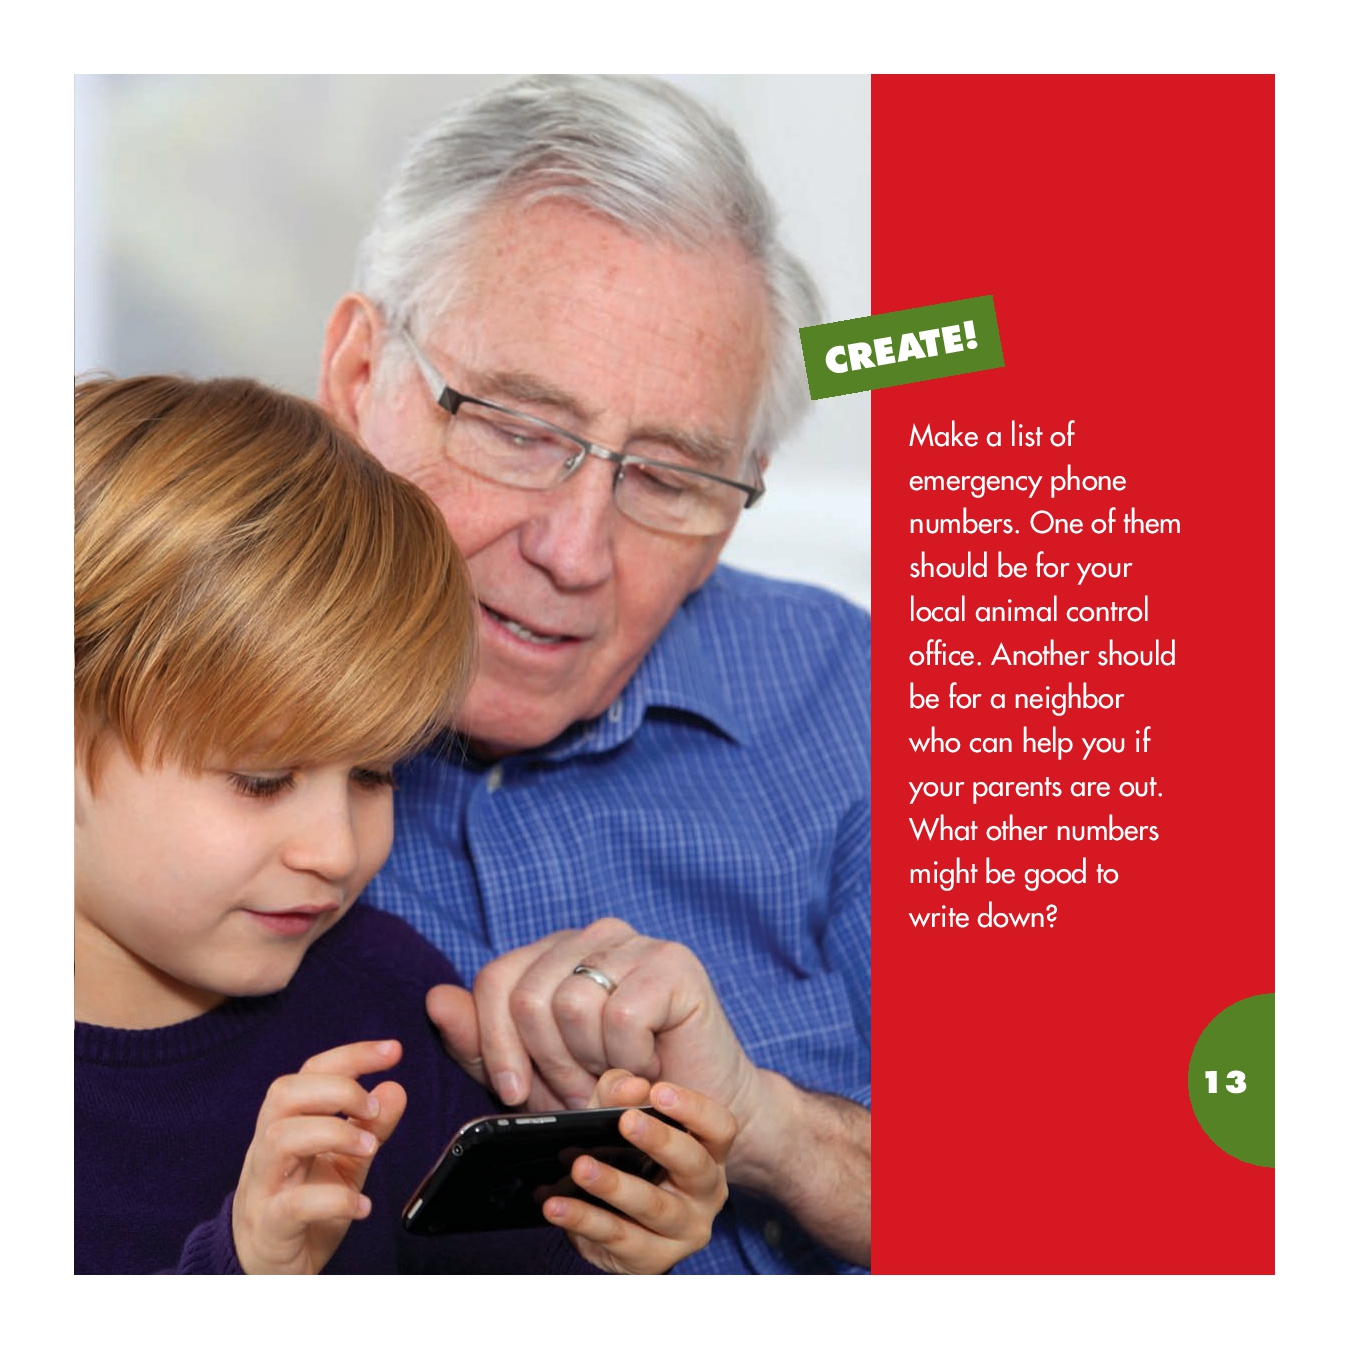 CREATE!
Make a list of
emergency phone
numbers. One of them
should be for your
local animal control
office. Another should
be for a neighbor
who can help you if
your parents are out.
What other numbers
might be good to
write down?
13